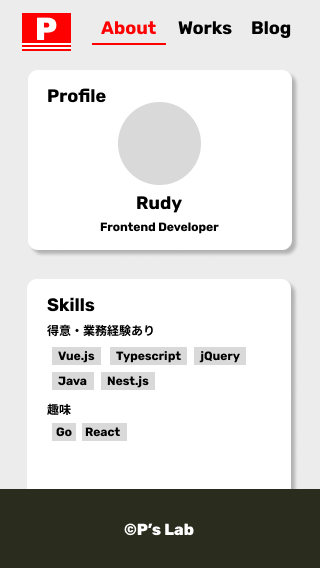 P About Works Blog
Profile
Rudy
Frontend Developer
Skills
得意・業務経験あり
Vue.js Typescript jQuery
Java Nest.js
趣味
Go React
©P's Lab